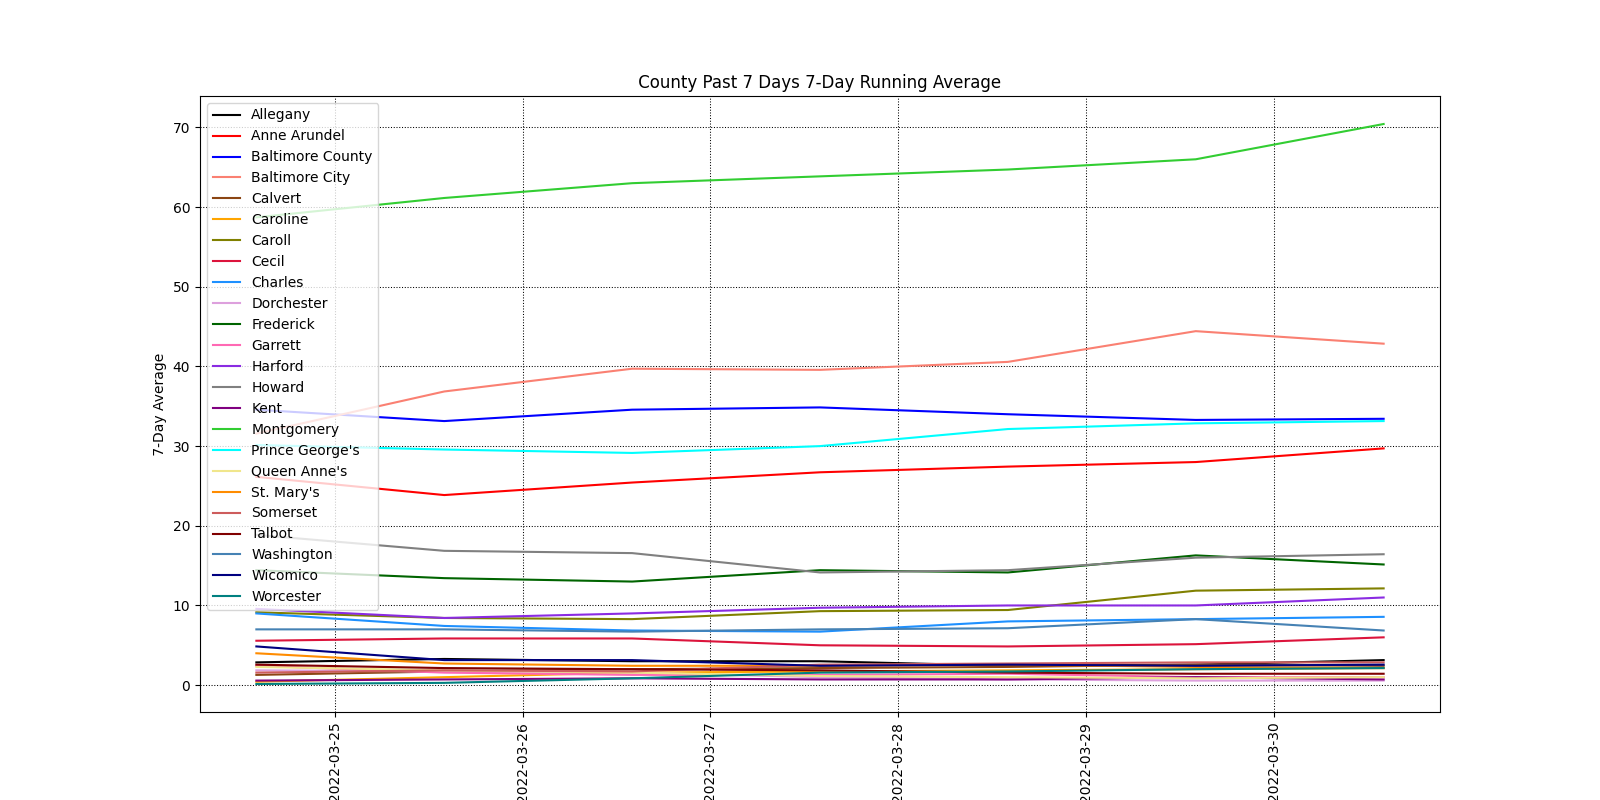 County Past 7 Days 7-Day Running Average
7-Day Average
70
60
50
40
30
20
10
0
Allegany
Anne Arundel
Baltimore County
Baltimore City
Calvert
Caroline
Caroll
Cecil
Charles
Dorchester
Frederick
Garrett
Harford
Howard
Kent
Montgomery
Prince George's
Queen Anne's
St. Mary's
Somerset
Talbot
Washington
Wicomico
Worcester
2022-03-25
2022-03-26
2022-03-27
2022-03-28
2022-03-29
2022-03-30